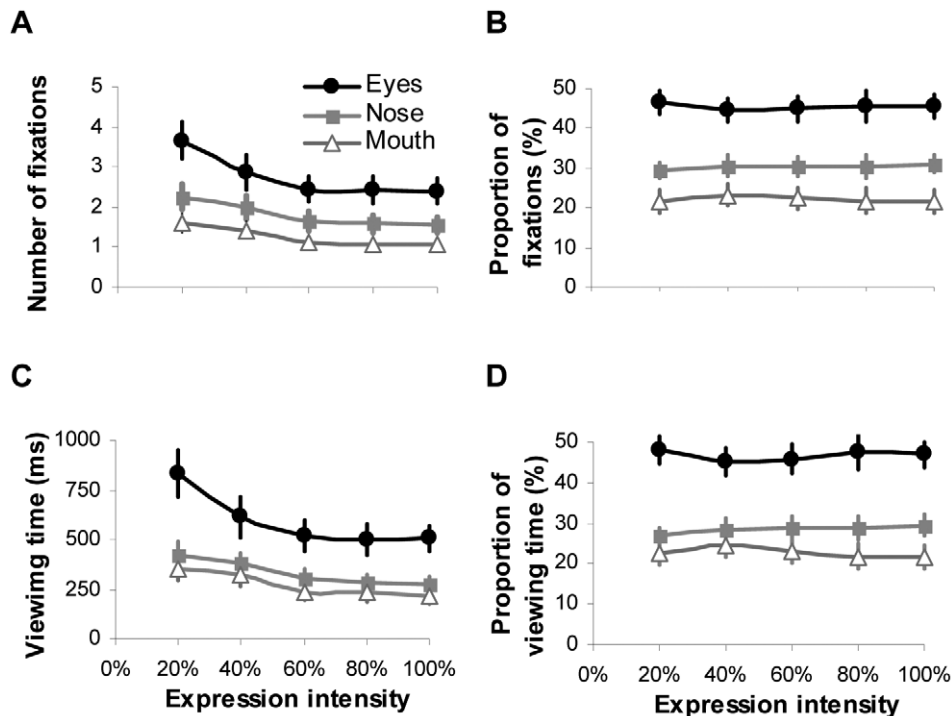 A
Number of fixations
5
4
3
2
1
0
Eyes
Nose
Mouth
B
Proportion of
fixations (%)
50
40
30
20
10
0
C
Viewimg time (ms)
1000
750
500
250
0
0% 20% 40% 60% 80% 100%
Expression intensity
D
Proportion of
viewing time (%)
50
40
30
20
10
0
0% 20% 40% 60% 80% 100%
Expression intensity